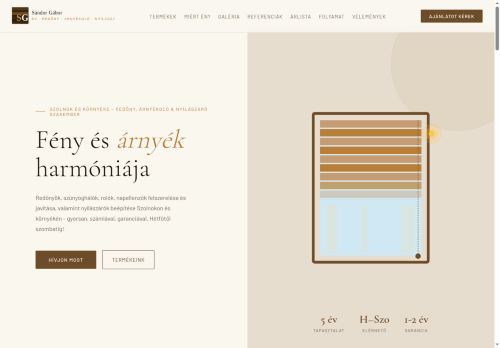 SG
Sándor Gábor
EV. · REDŐNY · ÁRNYÉKOLÓ · NYÍLÁSZÁRÓ
TERMÉKEK
MIÉRT ÉN?
GALÉRIA
REFERENCIÁK
ÁRLISTA
FOLYAMAT
VÉLEMÉNYEK
AJÁNLATOT KÉREK
SZOLNOK ÉS KÖRNYÉKE – REDŐNY, ÁRNYÉKOLÓ & NYÍLÁSZÁRÓ
SZAKEMBER
Fény és árnyék
harmóniája
Redőnyök, szúnyoghálók, rolók, napellenzők felszerelése és
javítása, valamint nyílászárók beépítése Szolnokon és
környékén – gyorsan, számlával, garanciával. Hétfőtől
szombatig!
HÍVJON MOST
TERMÉKEINK
5 év
TAPASZTALAT
H–Szo
ELÉRHETŐ
1-2 év
GARANCIA